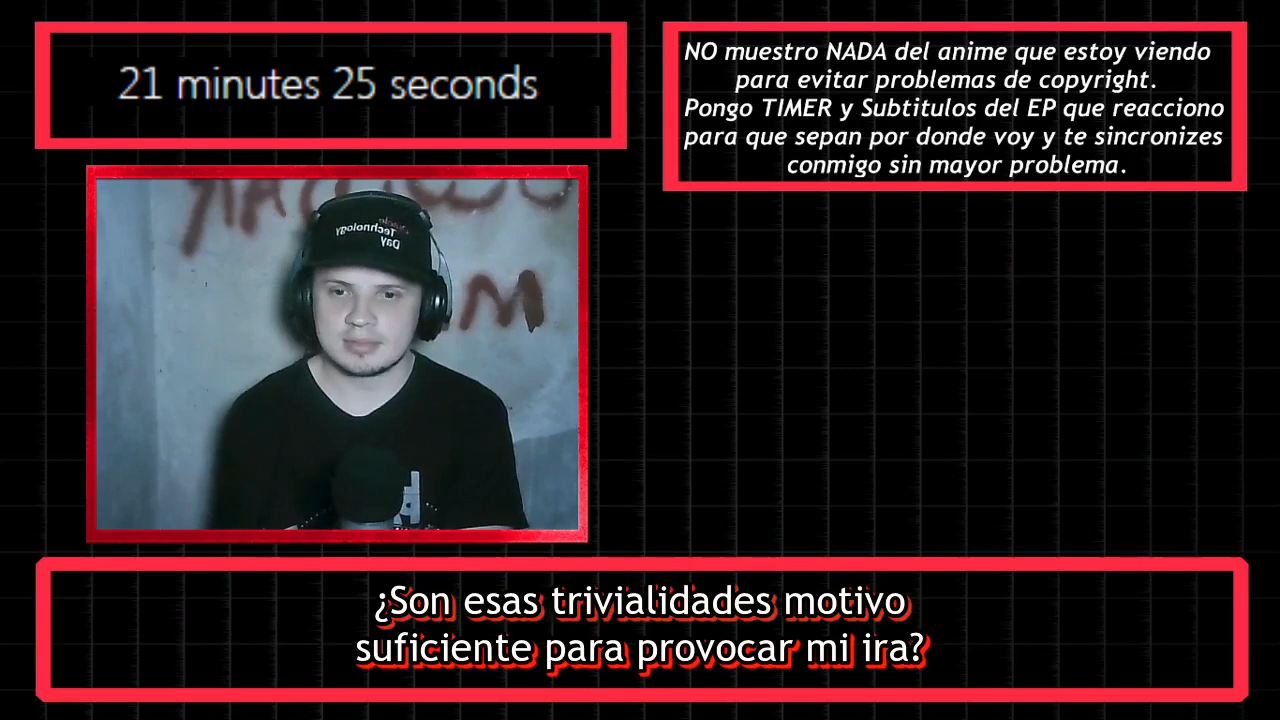 21 minutes 25 seconds
NO muestro NADA del anime que estoy viendo
para evitar problemas de copyright.
Pongo TIMER y Subtitulos del EP que reacciono
para que sepan por donde voy y te sincronizes
conmigo sin mayor problema.
Technology
Day
¿Son esas trivialidades motivo
suficiente para provocar mi ira?